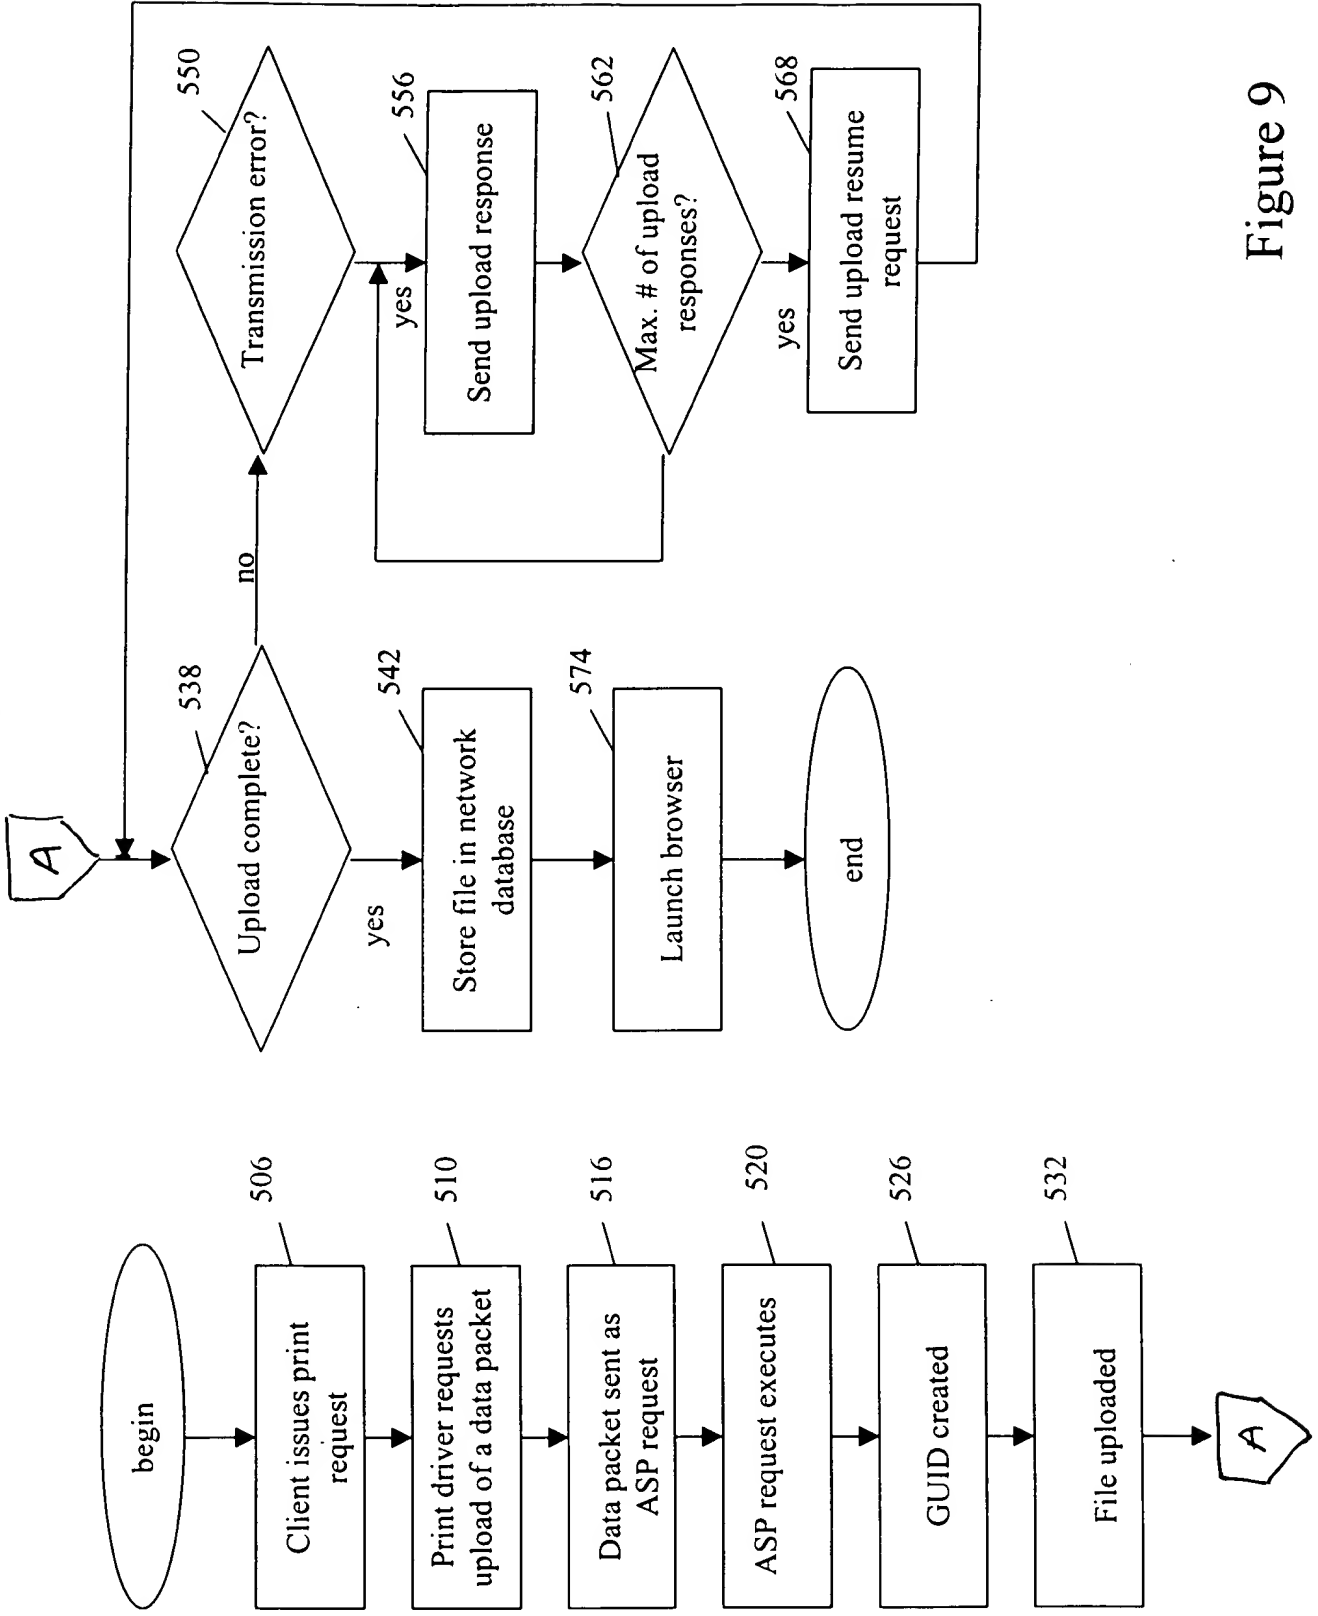 begin
506
Client issues print
request
510
Print driver requests
upload of a data packet
516
Data packet sent as
ASP request
520
ASP request executes
526
GUID created
532
File uploaded
A
A
538
Upload complete?
yes
no
542
Store file in network
database
574
Launch browser
end
550
Transmission error?
yes
556
Send upload response
562
Max. # of upload
responses?
yes
568
Send upload resume
request
Figure 9